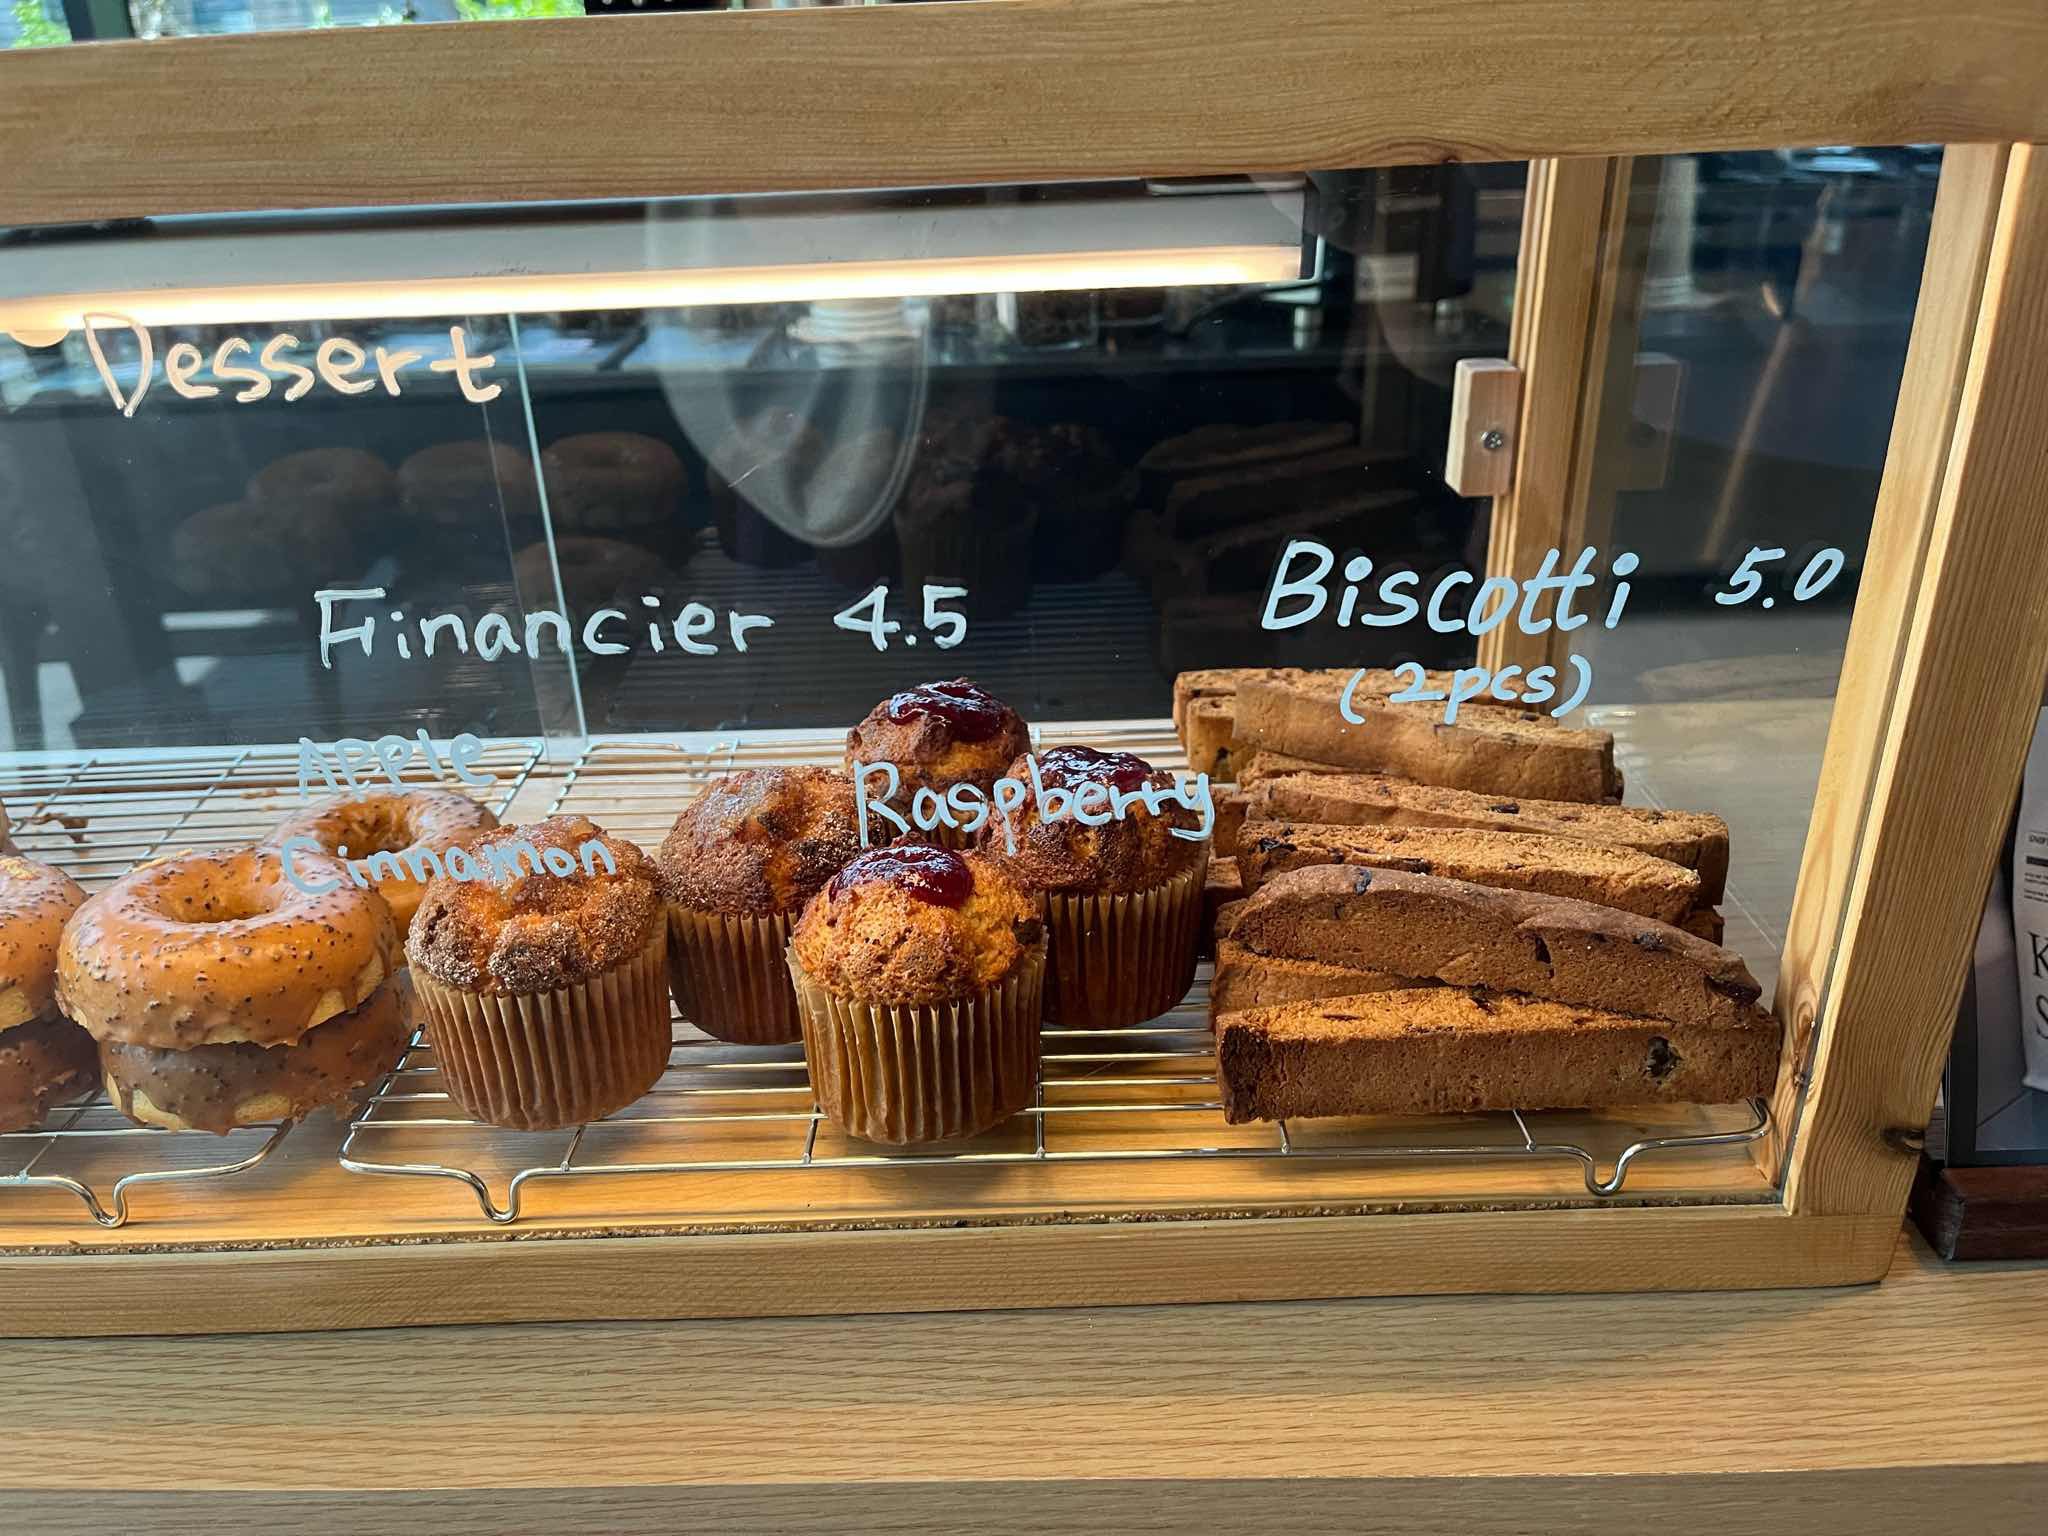 Dessert
Financier 4.5
Biscotti 5.0
(2pcs)
Apple
Cinnamon
Raspberry